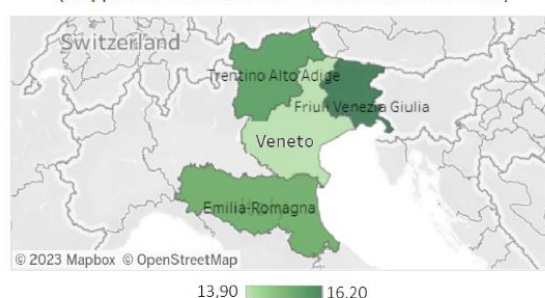 Switzerland
Trentino Alto Adige
Friuli Venezia Giulia
Veneto
Emilia-Romagna
© 2023 Mapbox © OpenStreetMap
13,90 16,20